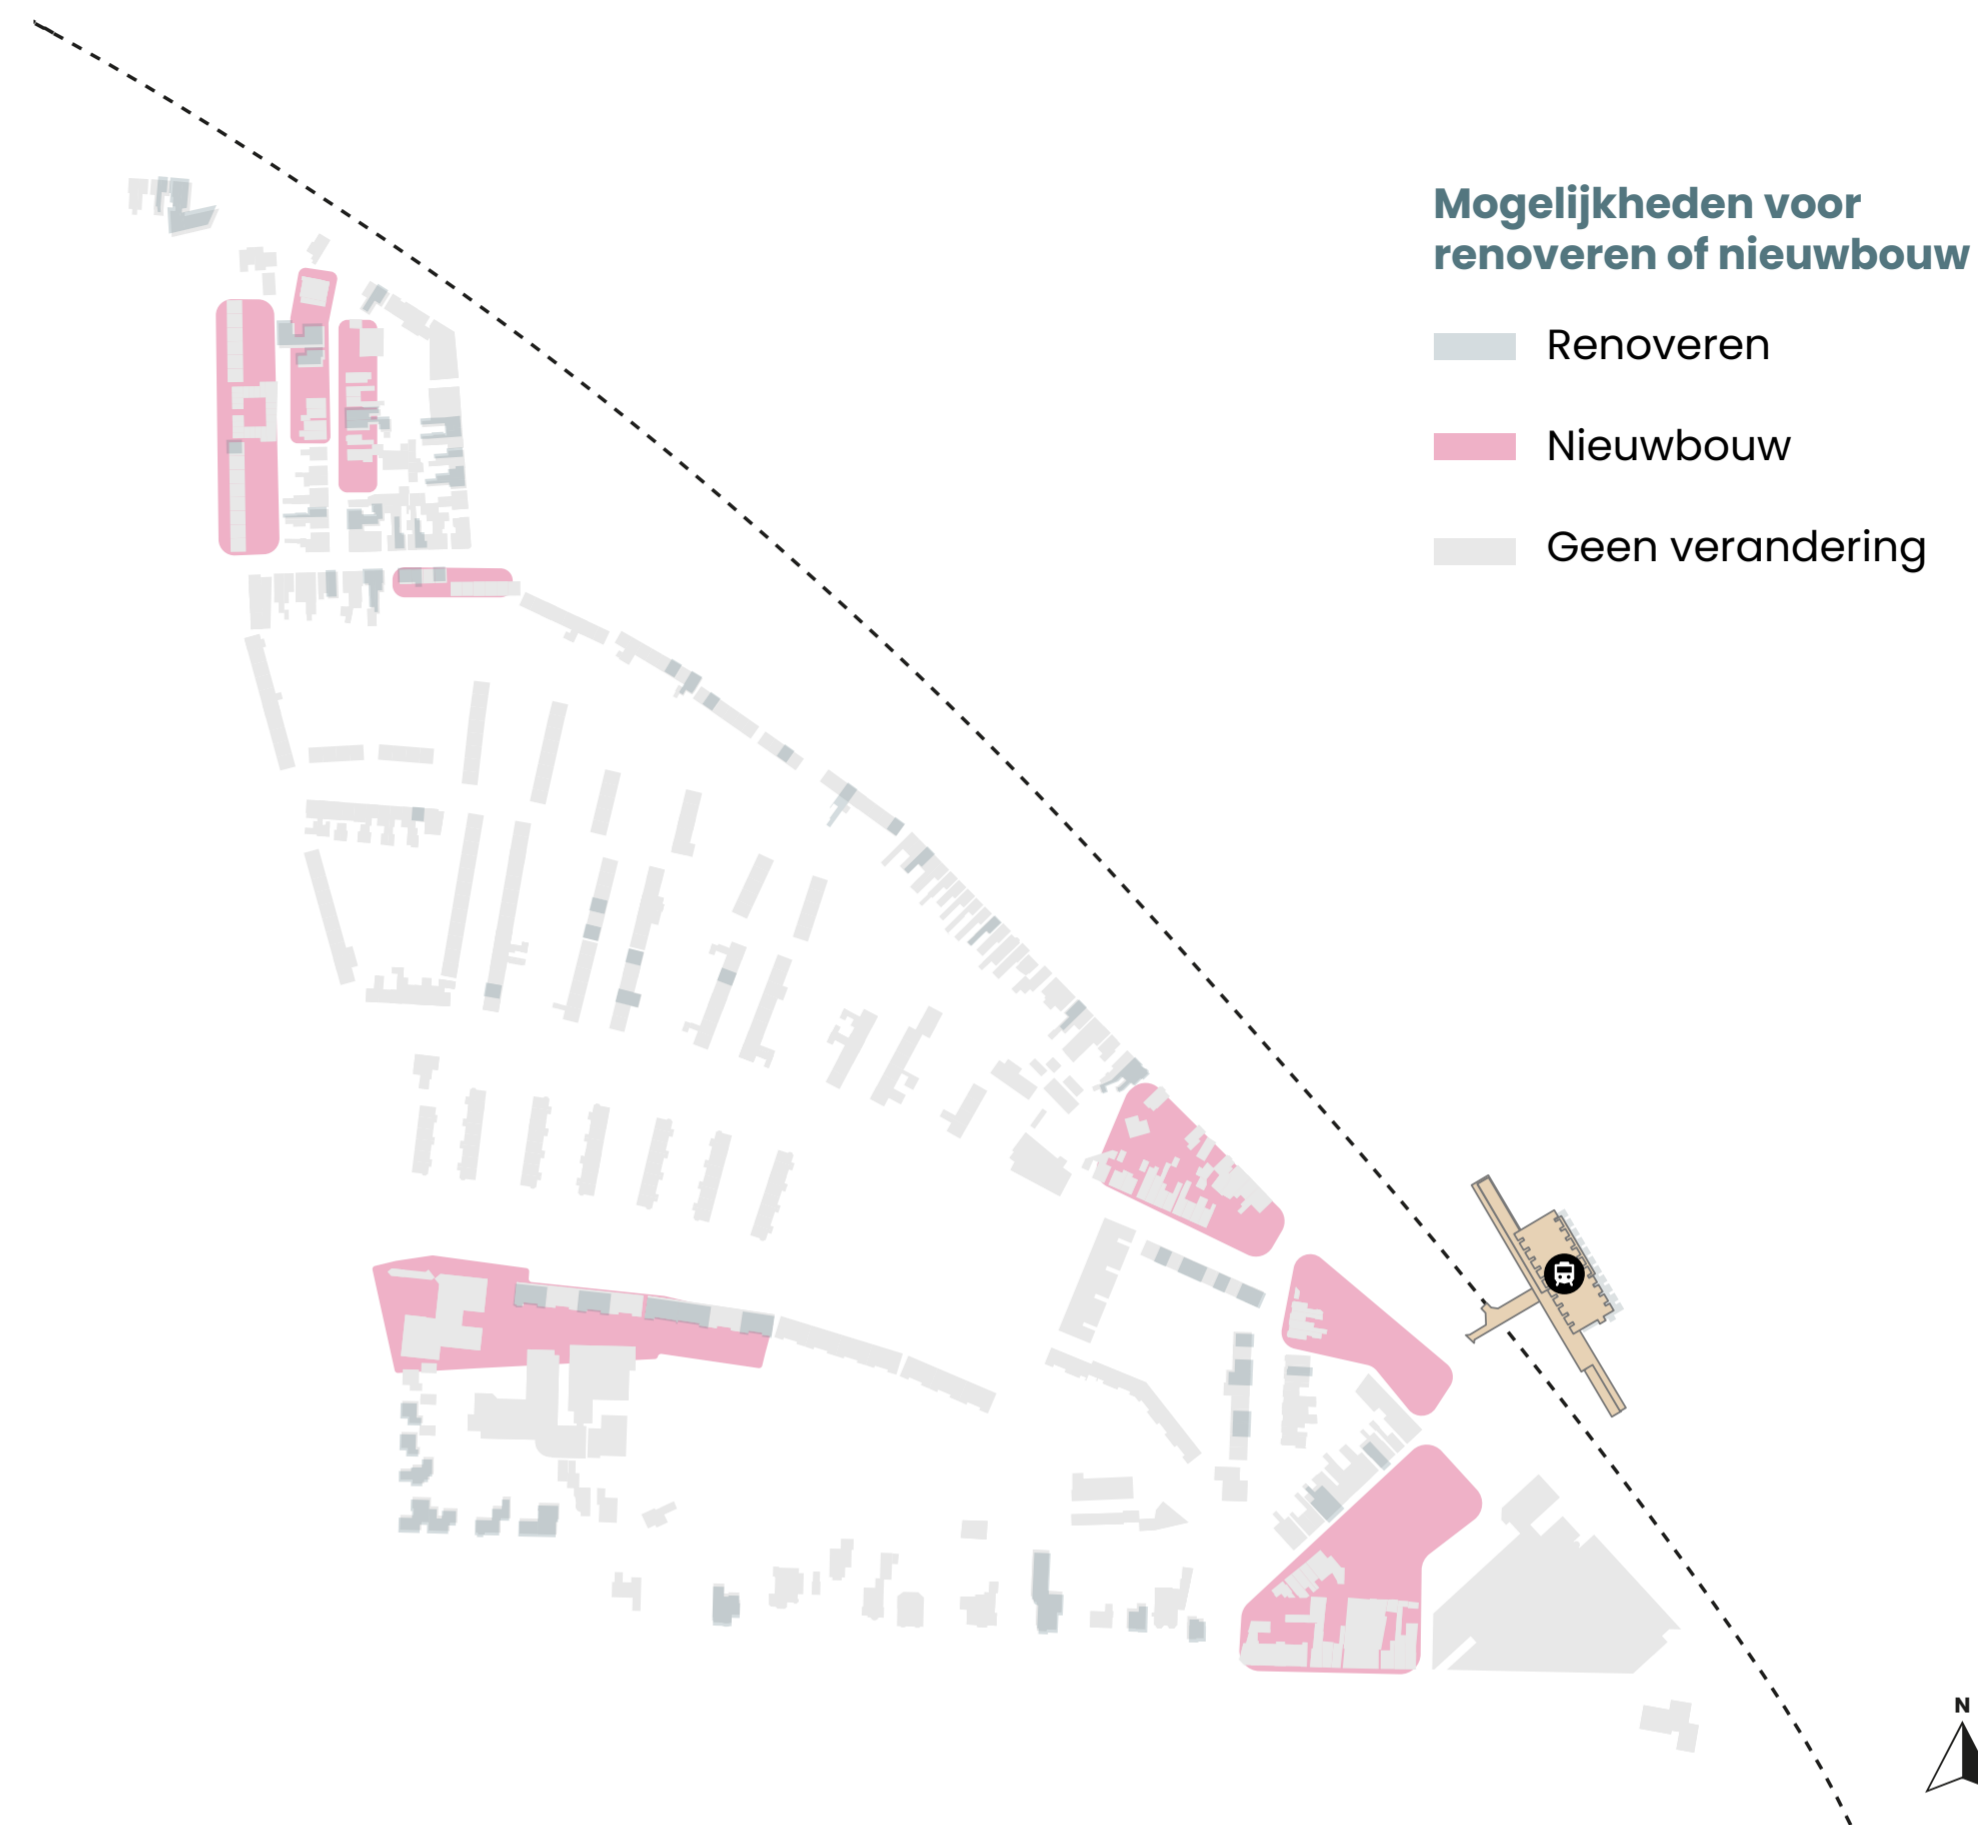 Mogelijkheden voor
renoveren of nieuwbouw
Renoveren
Nieuwbouw
Geen verandering
N